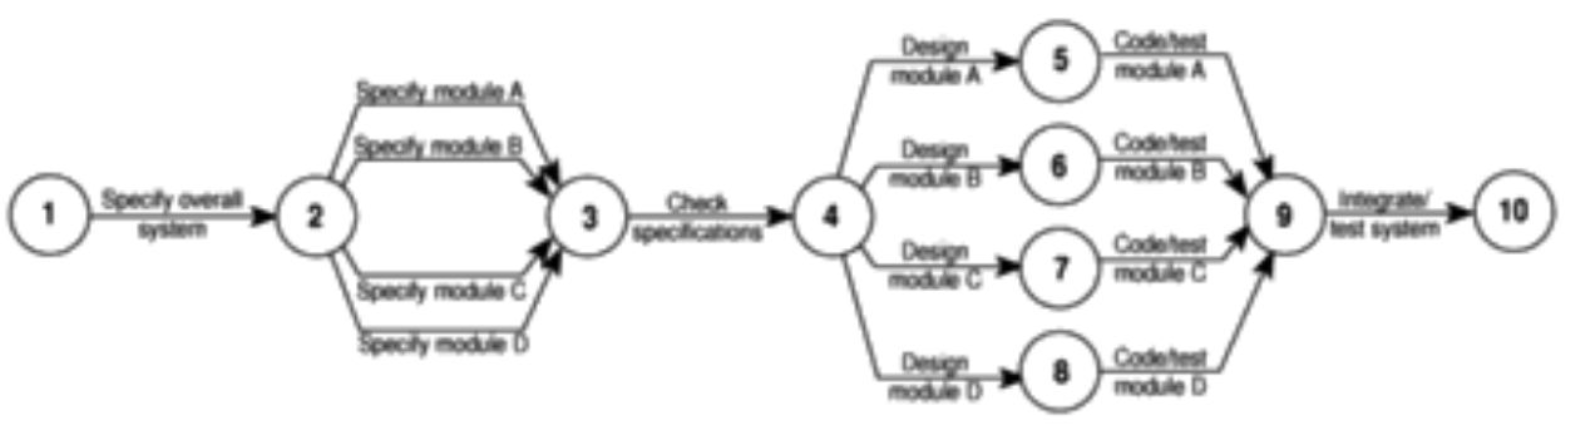 1
Specify overall
system
2
Specify module A
Specify module B
Specify module C
Specify module D
3
Check
specifications
4
Design
module A
Design
module B
Design
module C
Design
module D
5
6
7
8
Code/test
module A
Code/test
module B
Code/test
module C
Code/test
module D
9
Integrate/
test system
10